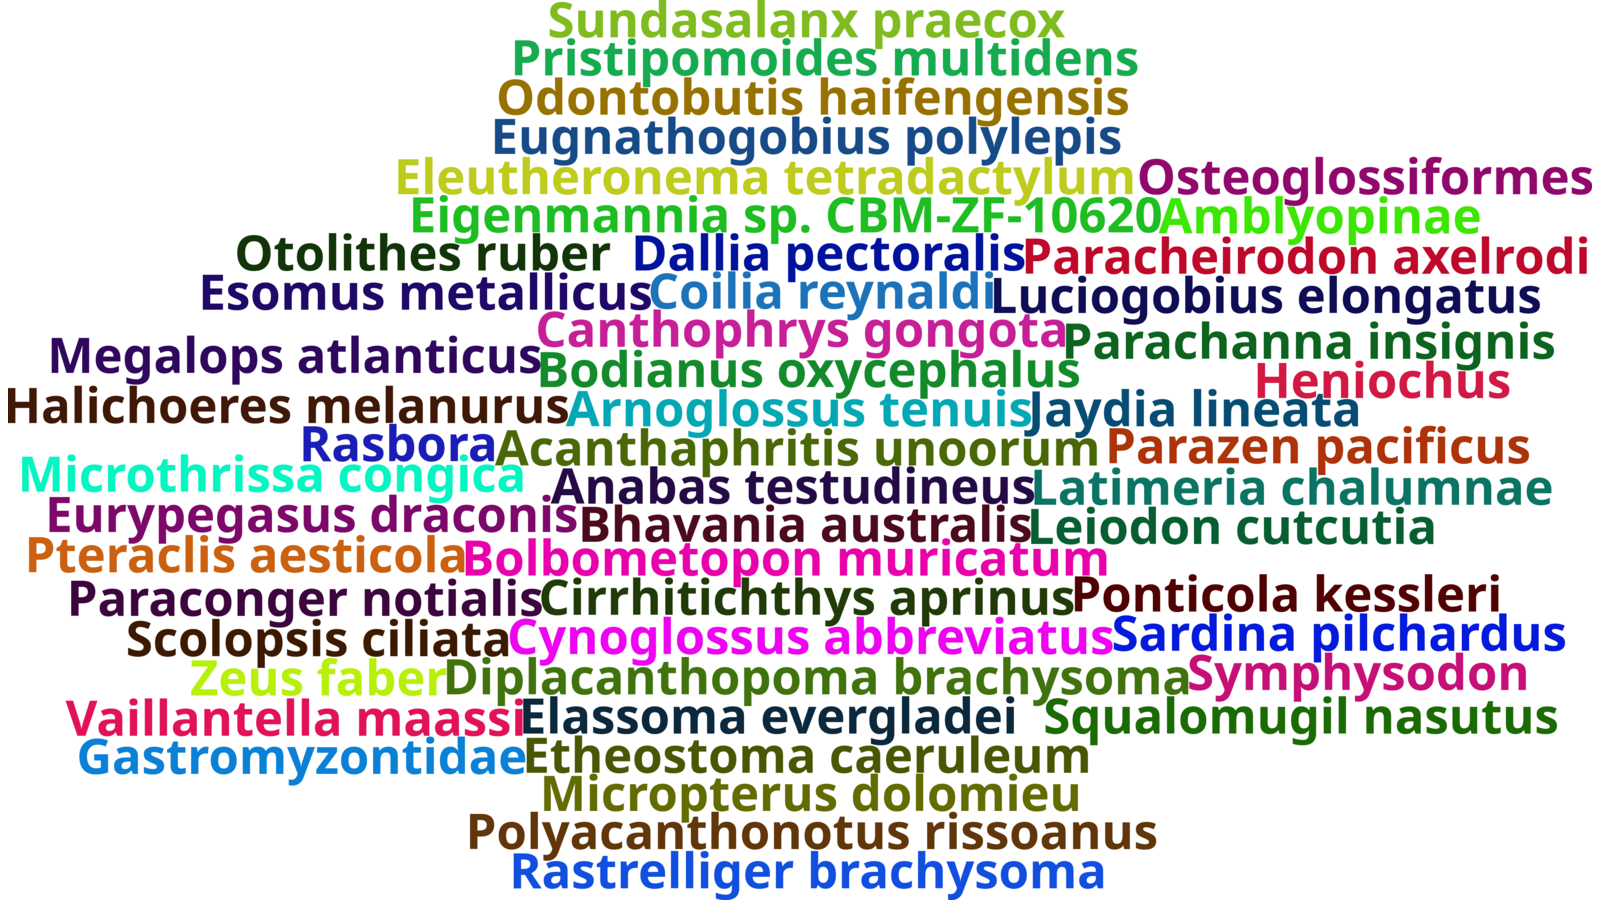 Sundasalanx praecox
Pristipomoides multidens
Odontobutis haifengensis
Eugnathogobius polylepis
Eleutheronema tetradactylum Osteoglossiformes
Eigenmannia sp. CBM-ZF-10620 Amblyopinae
Otolithes ruber Dallia pectoralis Paracheirodon axelrodi
Esomus metallicus Coilia reynaldi Luciogobius elongatus
Canthophrys gongota Parachanna insignis
Megalops atlanticus Bodianus oxycephalus Heniochus
Halichoeres melanurus Arnoglossus tenuis Jaydia lineata
Rasbora Acanthaphritis unoorum Parazen pacificus
Microthrissa congica Anabas testudineus Latimeria chalumnae
Eurypegasus draconis Bhavania australis Leiodon cutcutia
Pteraclis aesticola Bolbometopon muricatum
Paraconger notialis Cirrhitichthys aprinus Ponticola kessleri
Scolopsis ciliata Cynoglossus abbreviatus Sardina pilchardus
Zeus faber Diplacanthopoma brachysoma Symphysodon
Vaillantella maassi Elassoma evergladei Squalomugil nasutus
Gastromyzontidae Etheostoma caeruleum
Micropterus dolomieu
Polyacanthonotus rissoanus
Rastrelliger brachysoma